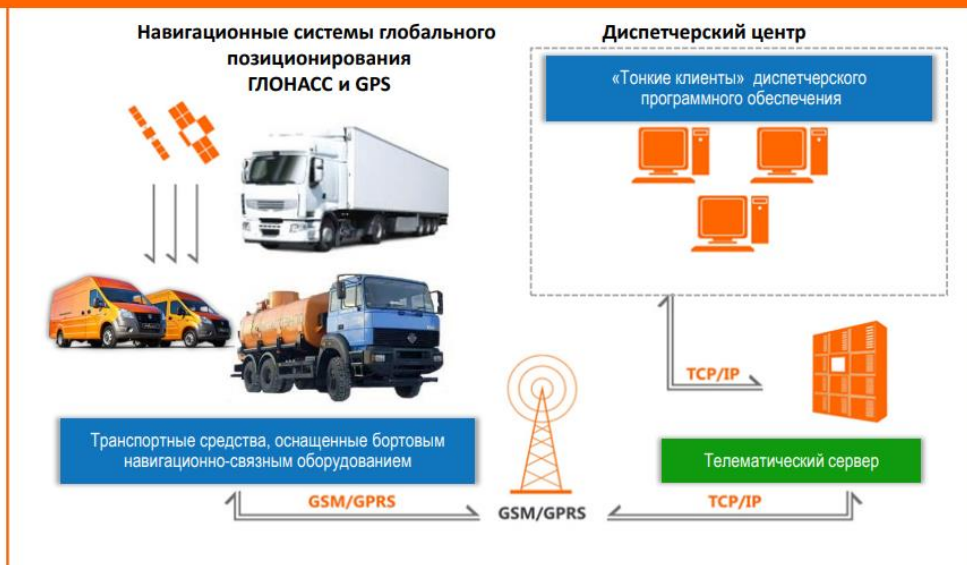 Навигационные системы глобального
позиционирования
ГЛОНАСС и GPS
Диспетчерский центр
«Тонкие клиенты» диспетчерского
программного обеспечения
TCP/IP
Транспортные средства, оснащенные бортовым
навигационно-связным оборудованием
Телематический сервер
GSM/GPRS
GSM/GPRS
TCP/IP